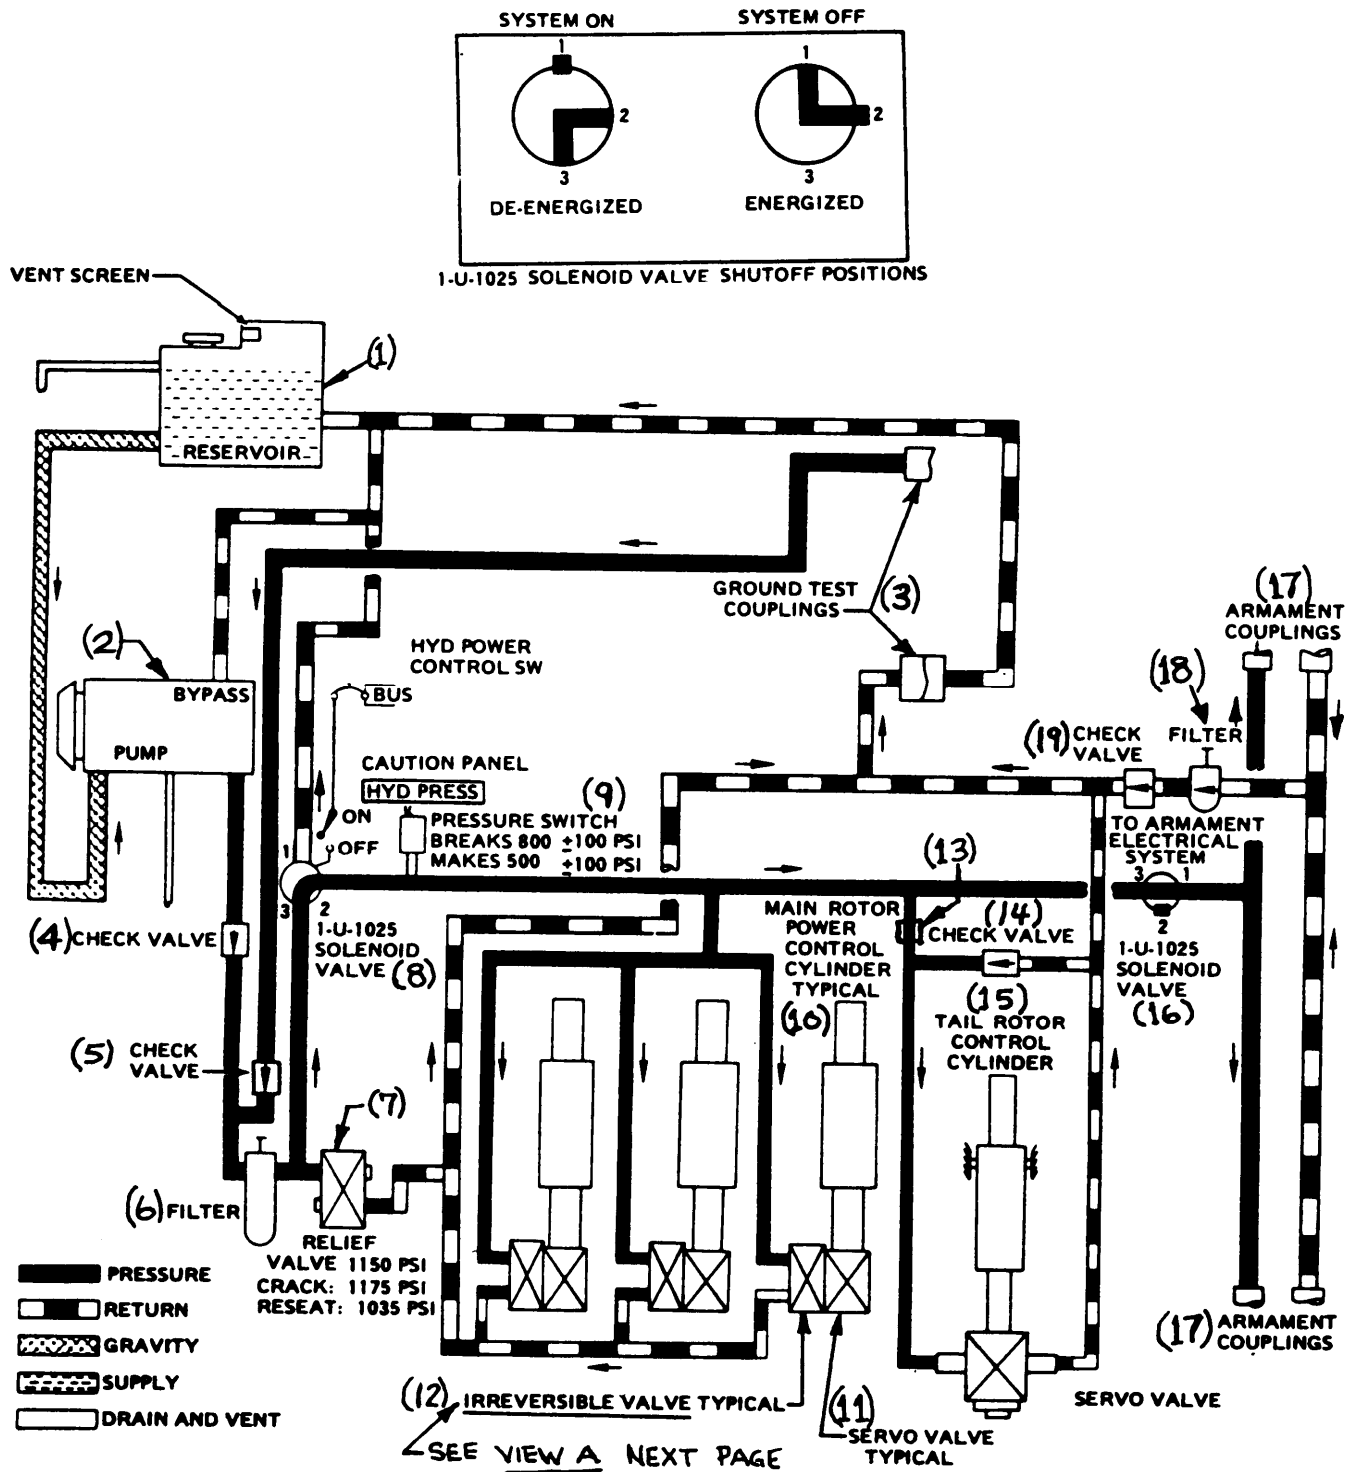 SYSTEM ON
SYSTEM OFF
1
2
3
1
2
3
DE-ENERGIZED
ENERGIZED
1-U-1025 SOLENOID VALVE SHUTOFF POSITIONS
VENT SCREEN
(1)
RESERVOIR
GROUND TEST
COUPLINGS
(3)
(17)
ARMAMENT
COUPLINGS
(2)
BYPASS
PUMP
HYD POWER
CONTROL SW
BUS
(18)
(19) CHECK
VALVE
FILTER
CAUTION PANEL
HYD PRESS
(9)
ON
OFF
PRESSURE SWITCH
BREAKS 800 ±100 PSI
MAKES 500 ±100 PSI
TO ARMAMENT
ELECTRICAL
SYSTEM
1
3
2
3
1
2
(13)
(4) CHECK VALVE
1-U-1025
SOLENOID
VALVE (8)
MAIN ROTOR
POWER
CONTROL
CYLINDER
TYPICAL
(10)
(14)
CHECK VALVE
1-U-1025
SOLENOID
VALVE
(16)
(15)
TAIL ROTOR
CONTROL
CYLINDER
(5) CHECK
VALVE
(7)
(6) FILTER
RELIEF
VALVE 1150 PSI
CRACK: 1175 PSI
RESEAT: 1035 PSI
PRESSURE
RETURN
GRAVITY
SUPPLY
DRAIN AND VENT
(17) ARMAMENT
COUPLINGS
(12) IRREVERSIBLE VALVE TYPICAL
(11)
SERVO VALVE
TYPICAL
SERVO VALVE
SEE VIEW A NEXT PAGE